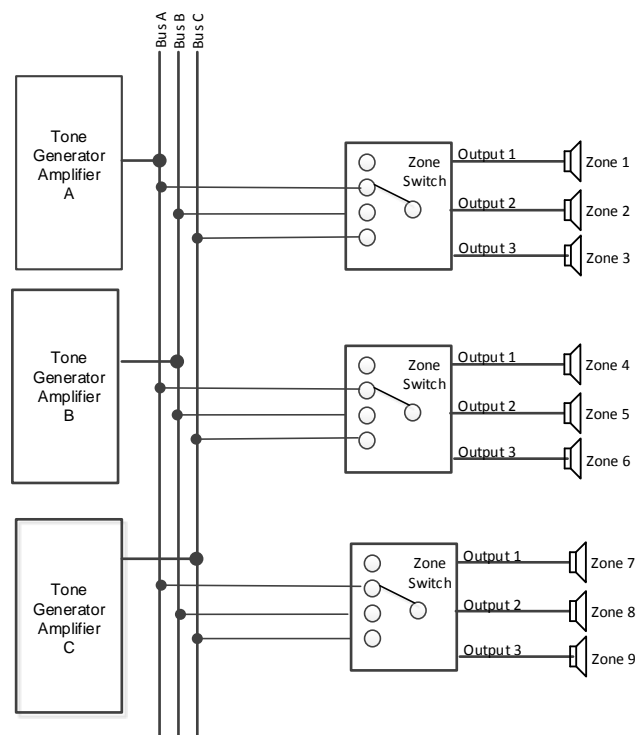 Bus A
Bus B
Bus C
Tone
Generator
Amplifier
A
Zone
Switch
Output 1
Zone 1
Output 2
Zone 2
Output 3
Zone 3
Tone
Generator
Amplifier
B
Zone
Switch
Output 1
Zone 4
Output 2
Zone 5
Output 3
Zone 6
Tone
Generator
Amplifier
C
Zone
Switch
Output 1
Zone 7
Output 2
Zone 8
Output 3
Zone 9